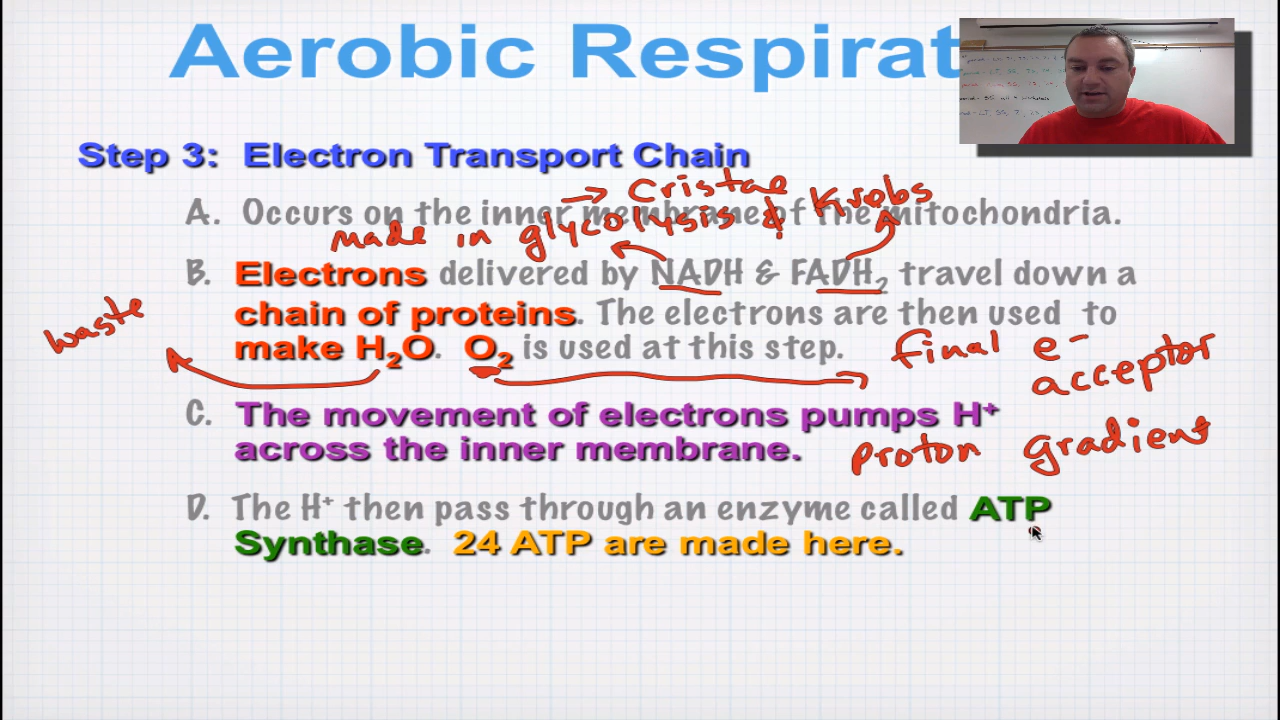 Aerobic Respirat
Step 3: Electron Transport Chain
→ Cristae
A. Occurs on the inner membrane of the mitochondria.
made in glycolysis & Krebs
B. Electrons delivered by NADH & FADH₂ travel down a
chain of proteins. The electrons are then used to
waste
make H₂O. O₂ is used at this step.
final e⁻
acceptor
C. The movement of electrons pumps H⁺
across the inner membrane.
proton gradient
D. The H⁺ then pass through an enzyme called ATP
Synthase. 24 ATP are made here.